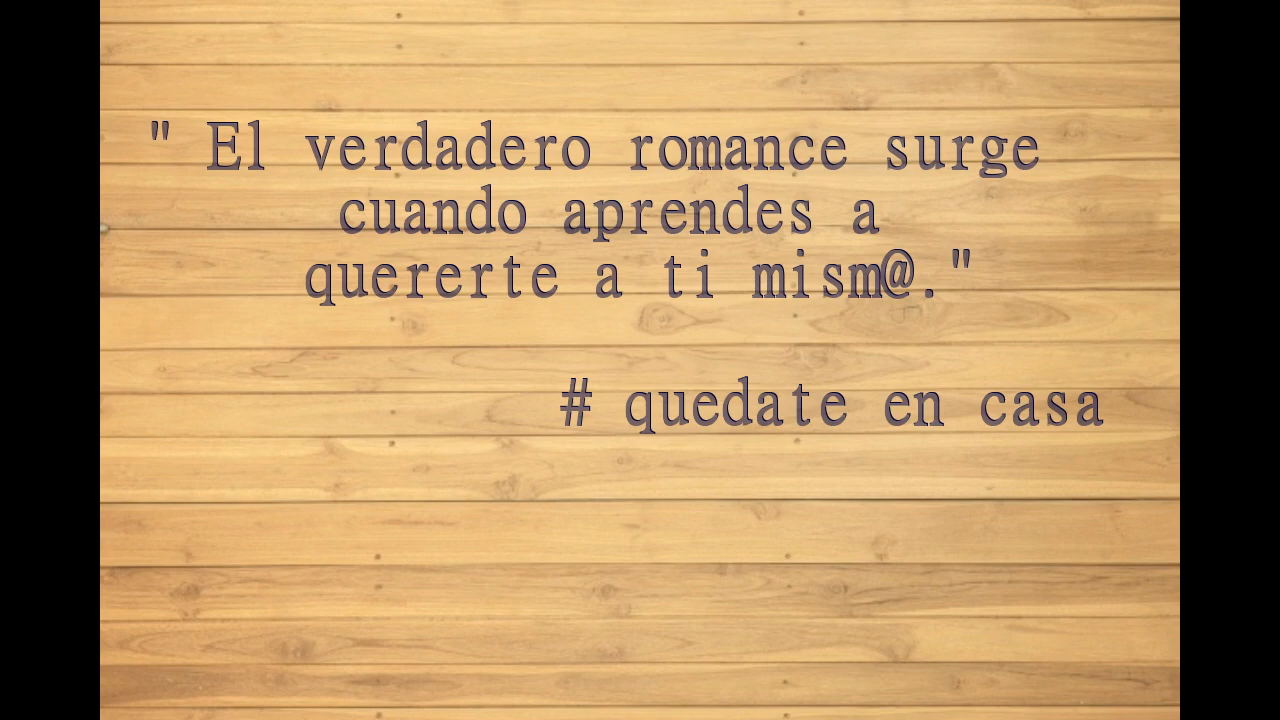 " El verdadero romance surge
cuando aprendes a
quererte a ti mism@."
# quedate en casa